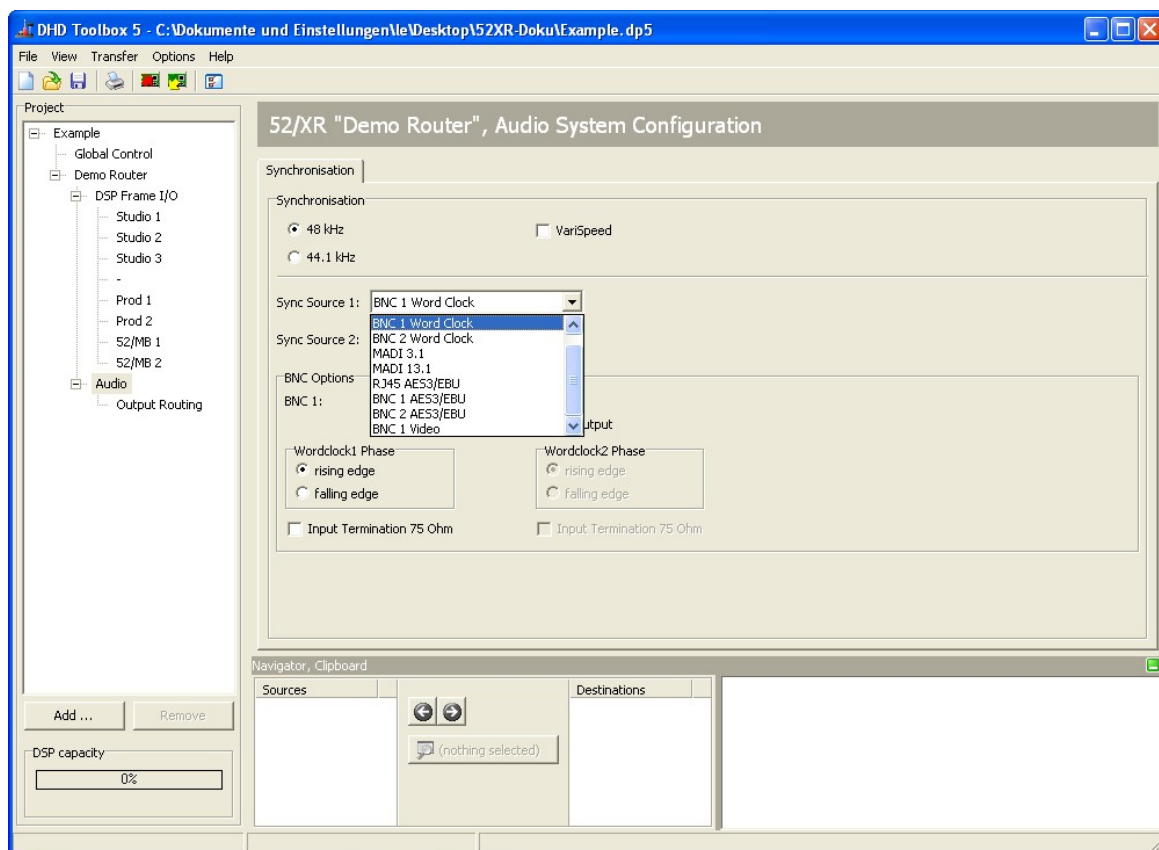 DHD Toolbox 5 - C:\Dokumente und Einstellungen\le\Desktop\52XR-Doku\Example.dp5
File View Transfer Options Help
Project
Example
Global Control
Demo Router
DSP Frame I/O
Studio 1
Studio 2
Studio 3
-
Prod 1
Prod 2
52/MB 1
52/MB 2
Audio
Output Routing
Add ... Remove
DSP capacity
0%
52/XR "Demo Router", Audio System Configuration
Synchronisation
Synchronisation
48 kHz VariSpeed
44.1 kHz
Sync Source 1: BNC 1 Word Clock
BNC 1 Word Clock
Sync Source 2: BNC 2 Word Clock
MADI 3.1
MADI 13.1
BNC Options RJ45 AES3/EBU
BNC 1: BNC 1 AES3/EBU
BNC 2 AES3/EBU
BNC 1 Video
Wordclock1 Phase Wordclock2 Phase
rising edge rising edge
falling edge falling edge
Input Termination 75 Ohm Input Termination 75 Ohm
Navigator, Clipboard
Sources Destinations
(nothing selected)